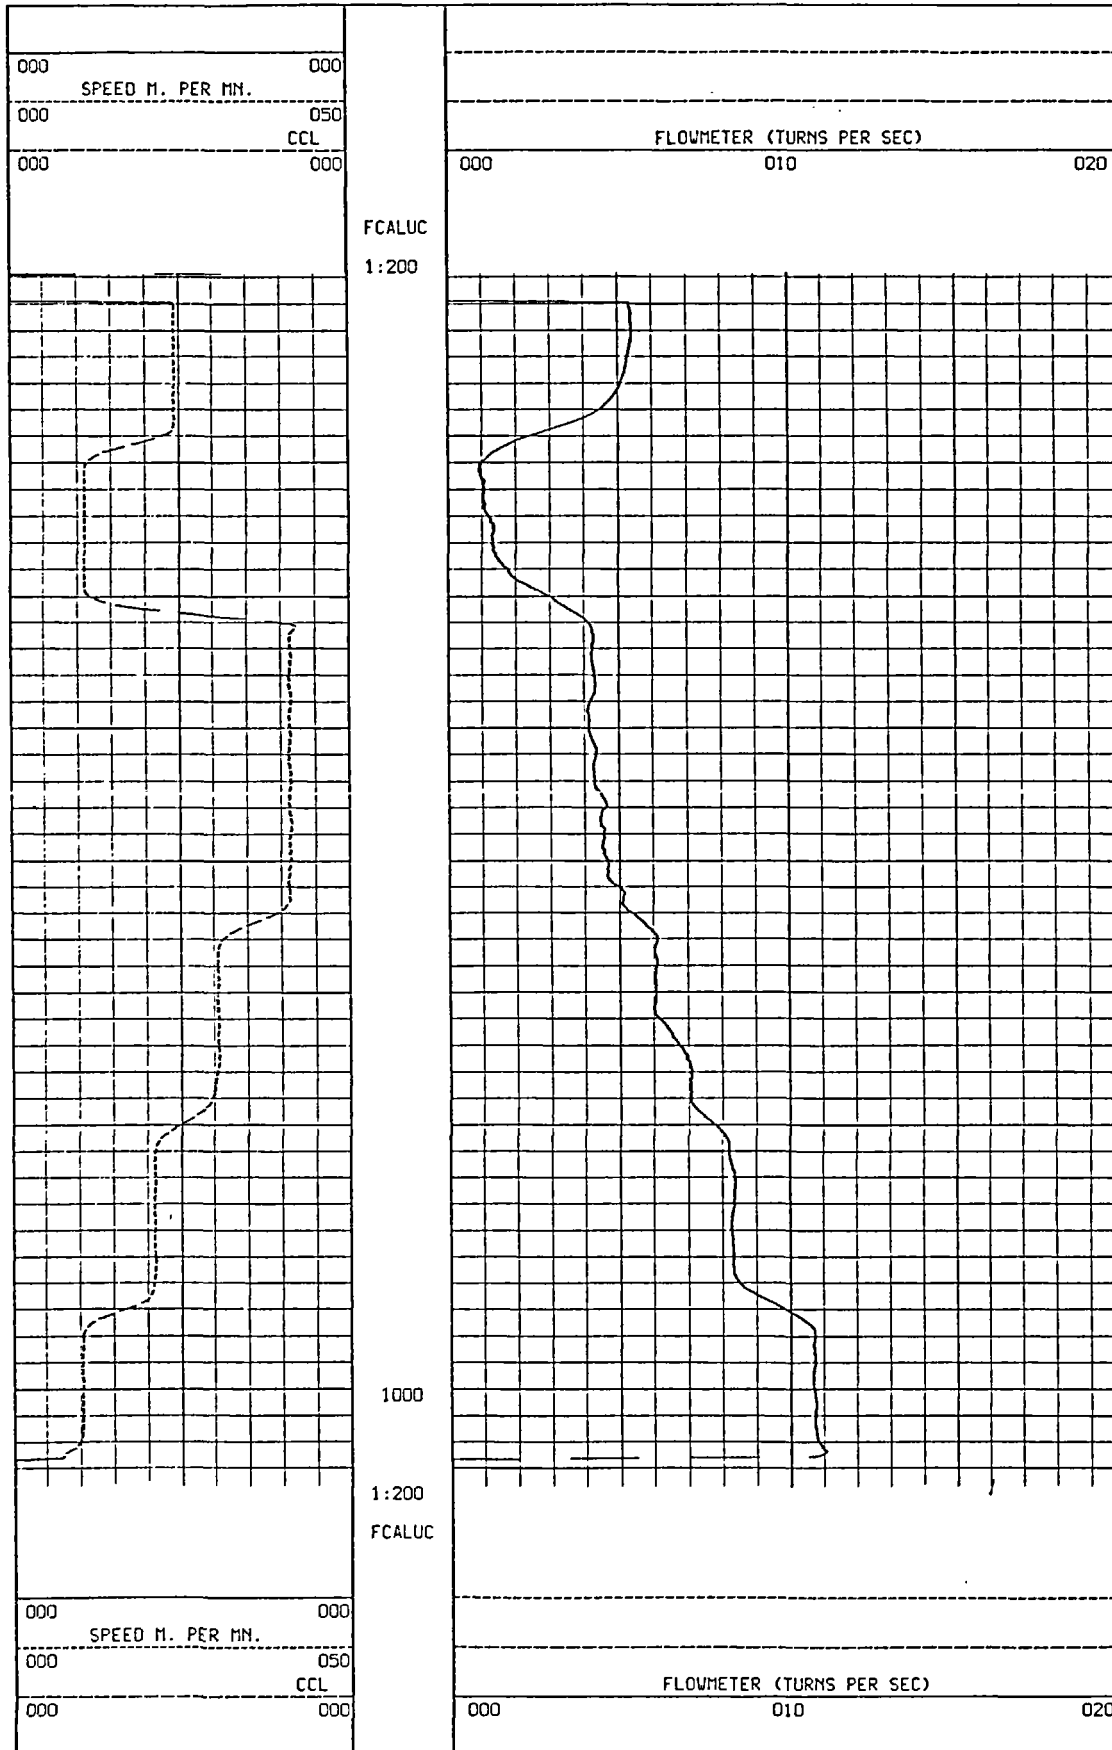 000 000
SPEED M. PER MN.
000 050
CCL
FLOWMETER (TURNS PER SEC)
000 000
000 010 020
FCALUC
1:200
1000
1:200
FCALUC
000 000
SPEED M. PER MN.
000 050
CCL
FLOWMETER (TURNS PER SEC)
000 000
000 010 020